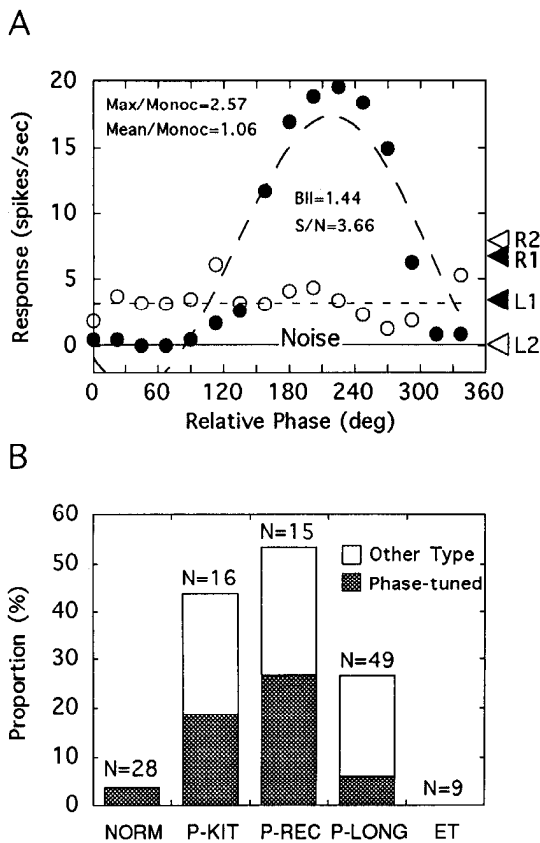 A
Response (spikes/sec)
20
15
10
5
0
Max/Monoc=2.57
Mean/Monoc=1.06
BII=1.44
S/N=3.66
Noise
R2
R1
L1
L2
0 60 120 180 240 300 360
Relative Phase (deg)
B
Proportion (%)
60
50
40
30
20
10
0
N=28
N=16
N=15
N=49
N=9
Other Type
Phase-tuned
NORM P-KIT P-REC P-LONG ET